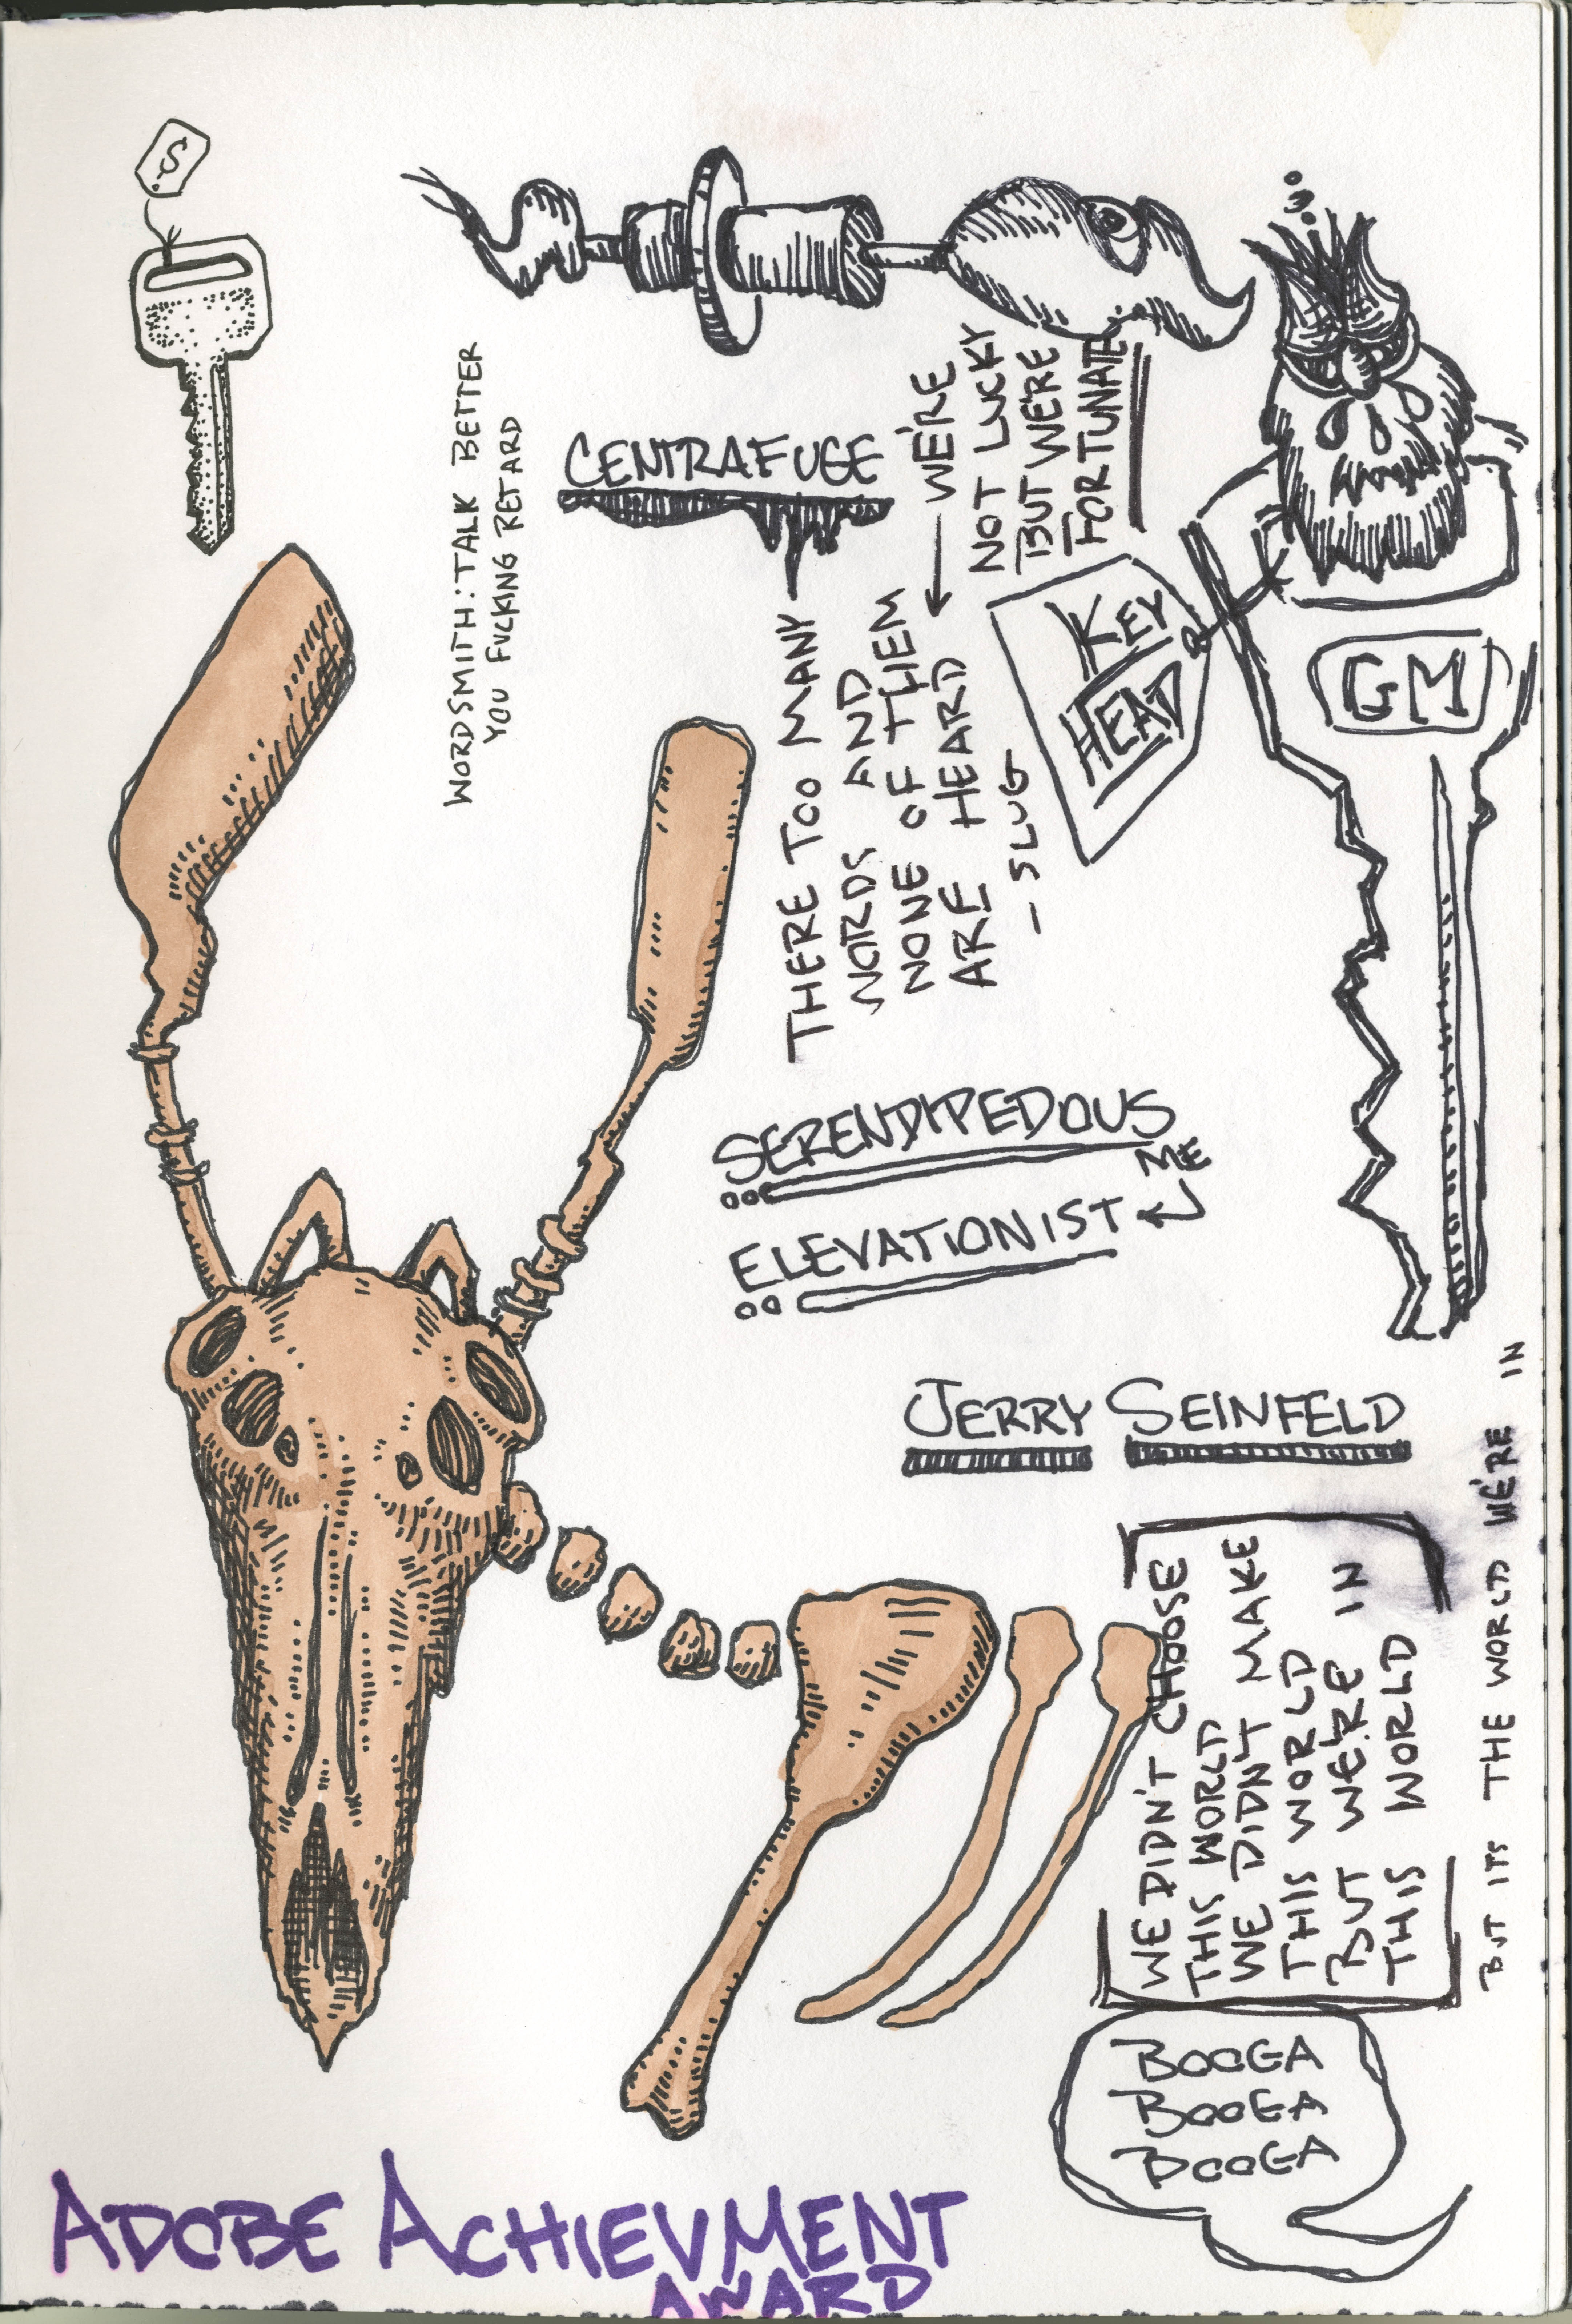 $
WORDSMITH: TALK BETTER
YOU FUCKING RETARD
CENTRAFUGE
WE'RE
NOT LUCKY
BUT WE'RE
FORTUNATE
THERE TOO MANY
WORDS AND
NONE OF THEM
ARE HEARD
— SLUG
KEY
HEAD
GM
SERENDIPEDOUS
ME
ELEVATIONIST
JERRY SEINFELD
WE DIDN'T CHOOSE
THIS WORLD
WE DIDN'T MAKE
THIS WORLD
BUT WE'RE IN
THIS WORLD
BUT ITS THE WORLD WE'RE IN
BOOGA
BOOGA
BOOGA
ADOBE ACHIEVMENT
AWARD